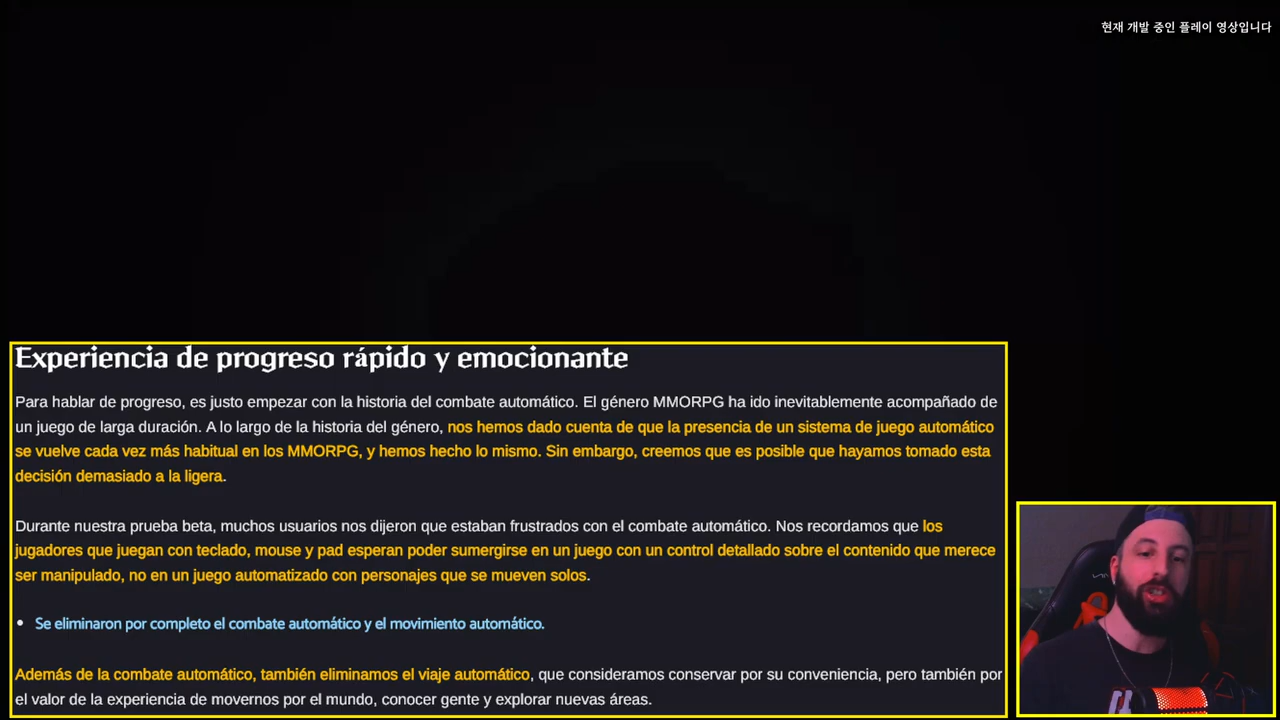 현재 개발 중인 플레이 영상입니다
Experiencia de progreso rápido y emocionante
Para hablar de progreso, es justo empezar con la historia del combate automático. El género MMORPG ha ido inevitablemente acompañado de
un juego de larga duración. A lo largo de la historia del género, nos hemos dado cuenta de que la presencia de un sistema de juego automático
se vuelve cada vez más habitual en los MMORPG, y hemos hecho lo mismo. Sin embargo, creemos que es posible que hayamos tomado esta
decisión demasiado a la ligera.
Durante nuestra prueba beta, muchos usuarios nos dijeron que estaban frustrados con el combate automático. Nos recordamos que los
jugadores que juegan con teclado, mouse y pad esperan poder sumergirse en un juego con un control detallado sobre el contenido que merece
ser manipulado, no en un juego automatizado con personajes que se mueven solos.
• Se eliminaron por completo el combate automático y el movimiento automático.
Además de la combate automático, también eliminamos el viaje automático, que consideramos conservar por su conveniencia, pero también por
el valor de la experiencia de movernos por el mundo, conocer gente y explorar nuevas áreas.